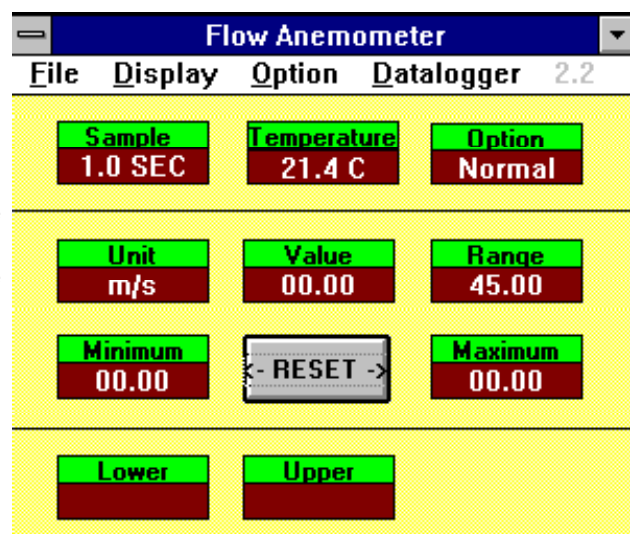 Flow Anemometer
File Display Option Datalogger 2.2
Sample Temperature Option
1.0 SEC 21.4 C Normal
Unit Value Range
m/s 00.00 45.00
Minimum <- RESET -> Maximum
00.00 00.00
Lower Upper